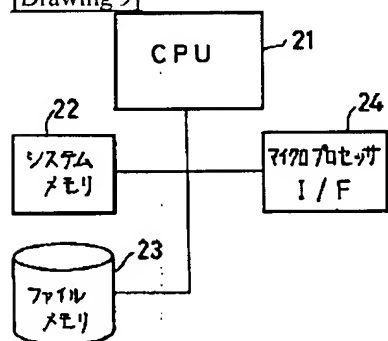 [Drawing 9]
CPU
21
22
システム
メモリ
24
マイクロプロセッサ
I/F
23
ファイル
メモリ